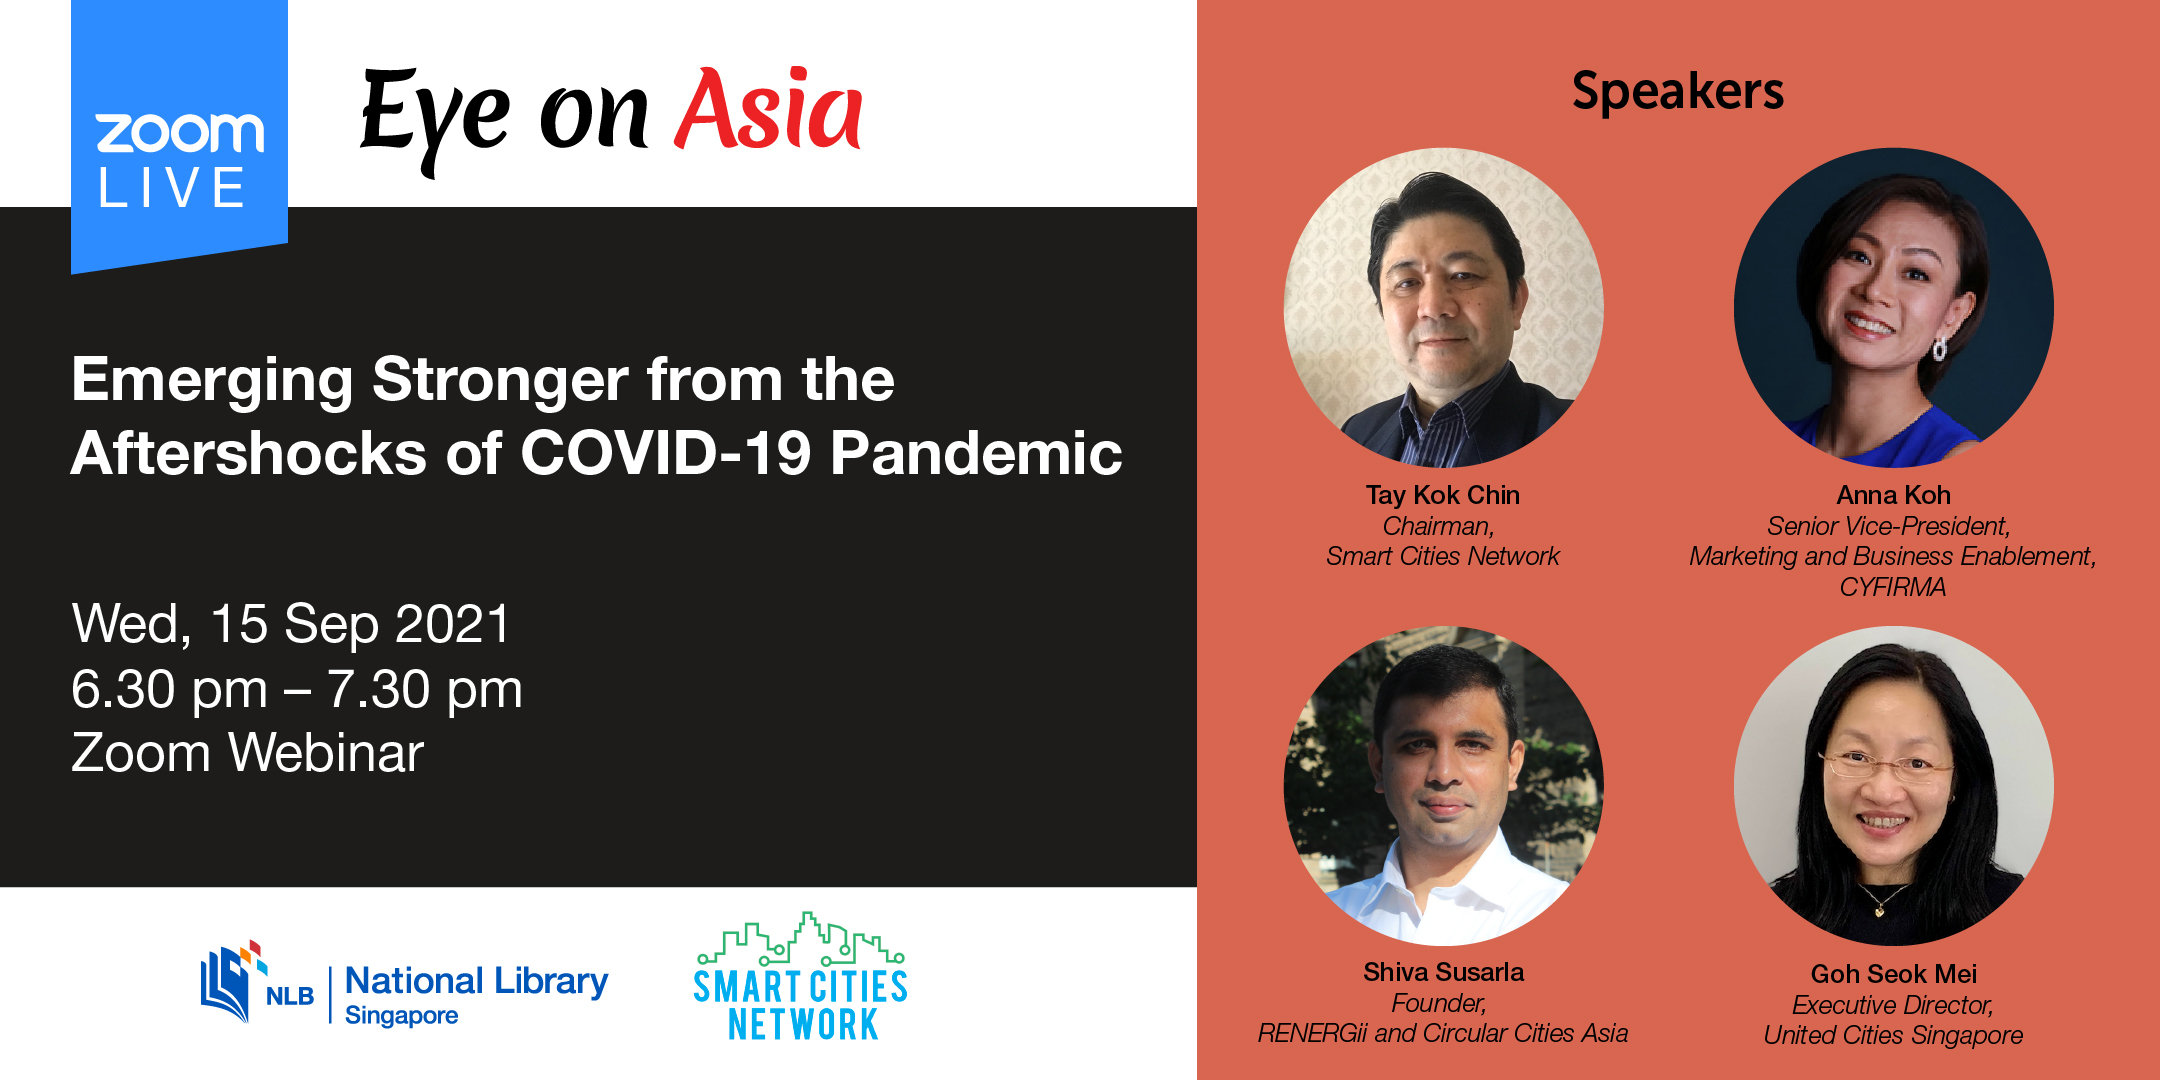 zoom
LIVE
Eye on Asia
Emerging Stronger from the
Aftershocks of COVID-19 Pandemic
Wed, 15 Sep 2021
6.30 pm – 7.30 pm
Zoom Webinar
NLB
National Library
Singapore
SMART CITIES
NETWORK
Speakers
Tay Kok Chin
Chairman,
Smart Cities Network
Anna Koh
Senior Vice-President,
Marketing and Business Enablement,
CYFIRMA
Shiva Susarla
Founder,
RENERGii and Circular Cities Asia
Goh Seok Mei
Executive Director,
United Cities Singapore